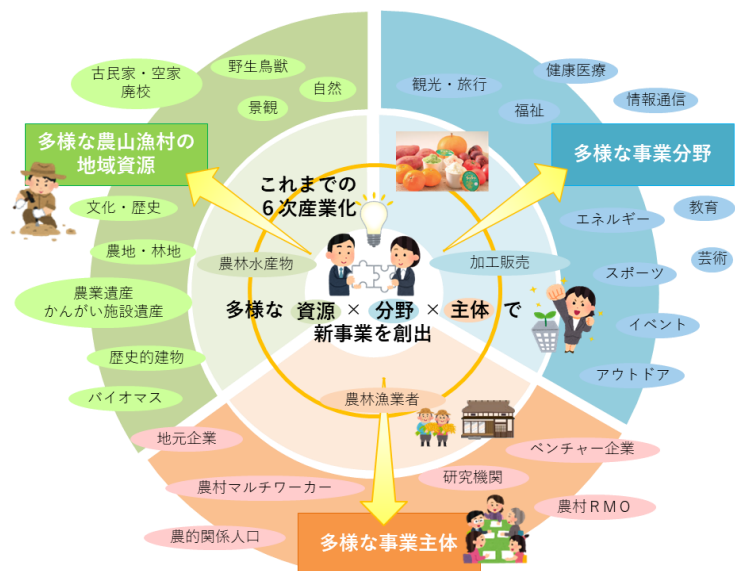 古民家・空家
廃校
野生鳥獣
景観
自然
多様な農山漁村の
地域資源
文化・歴史
農地・林地
農業遺産
かんがい施設遺産
歴史的建物
バイオマス
観光・旅行
健康医療
福祉
情報通信
多様な事業分野
教育
エネルギー
芸術
スポーツ
イベント
アウトドア
これまでの
６次産業化
農林水産物
加工販売
多様な 資源 × 分野 × 主体 で
新事業を創出
農林漁業者
地元企業
ベンチャー企業
研究機関
農村マルチワーカー
農村ＲＭＯ
農的関係人口
多様な事業主体